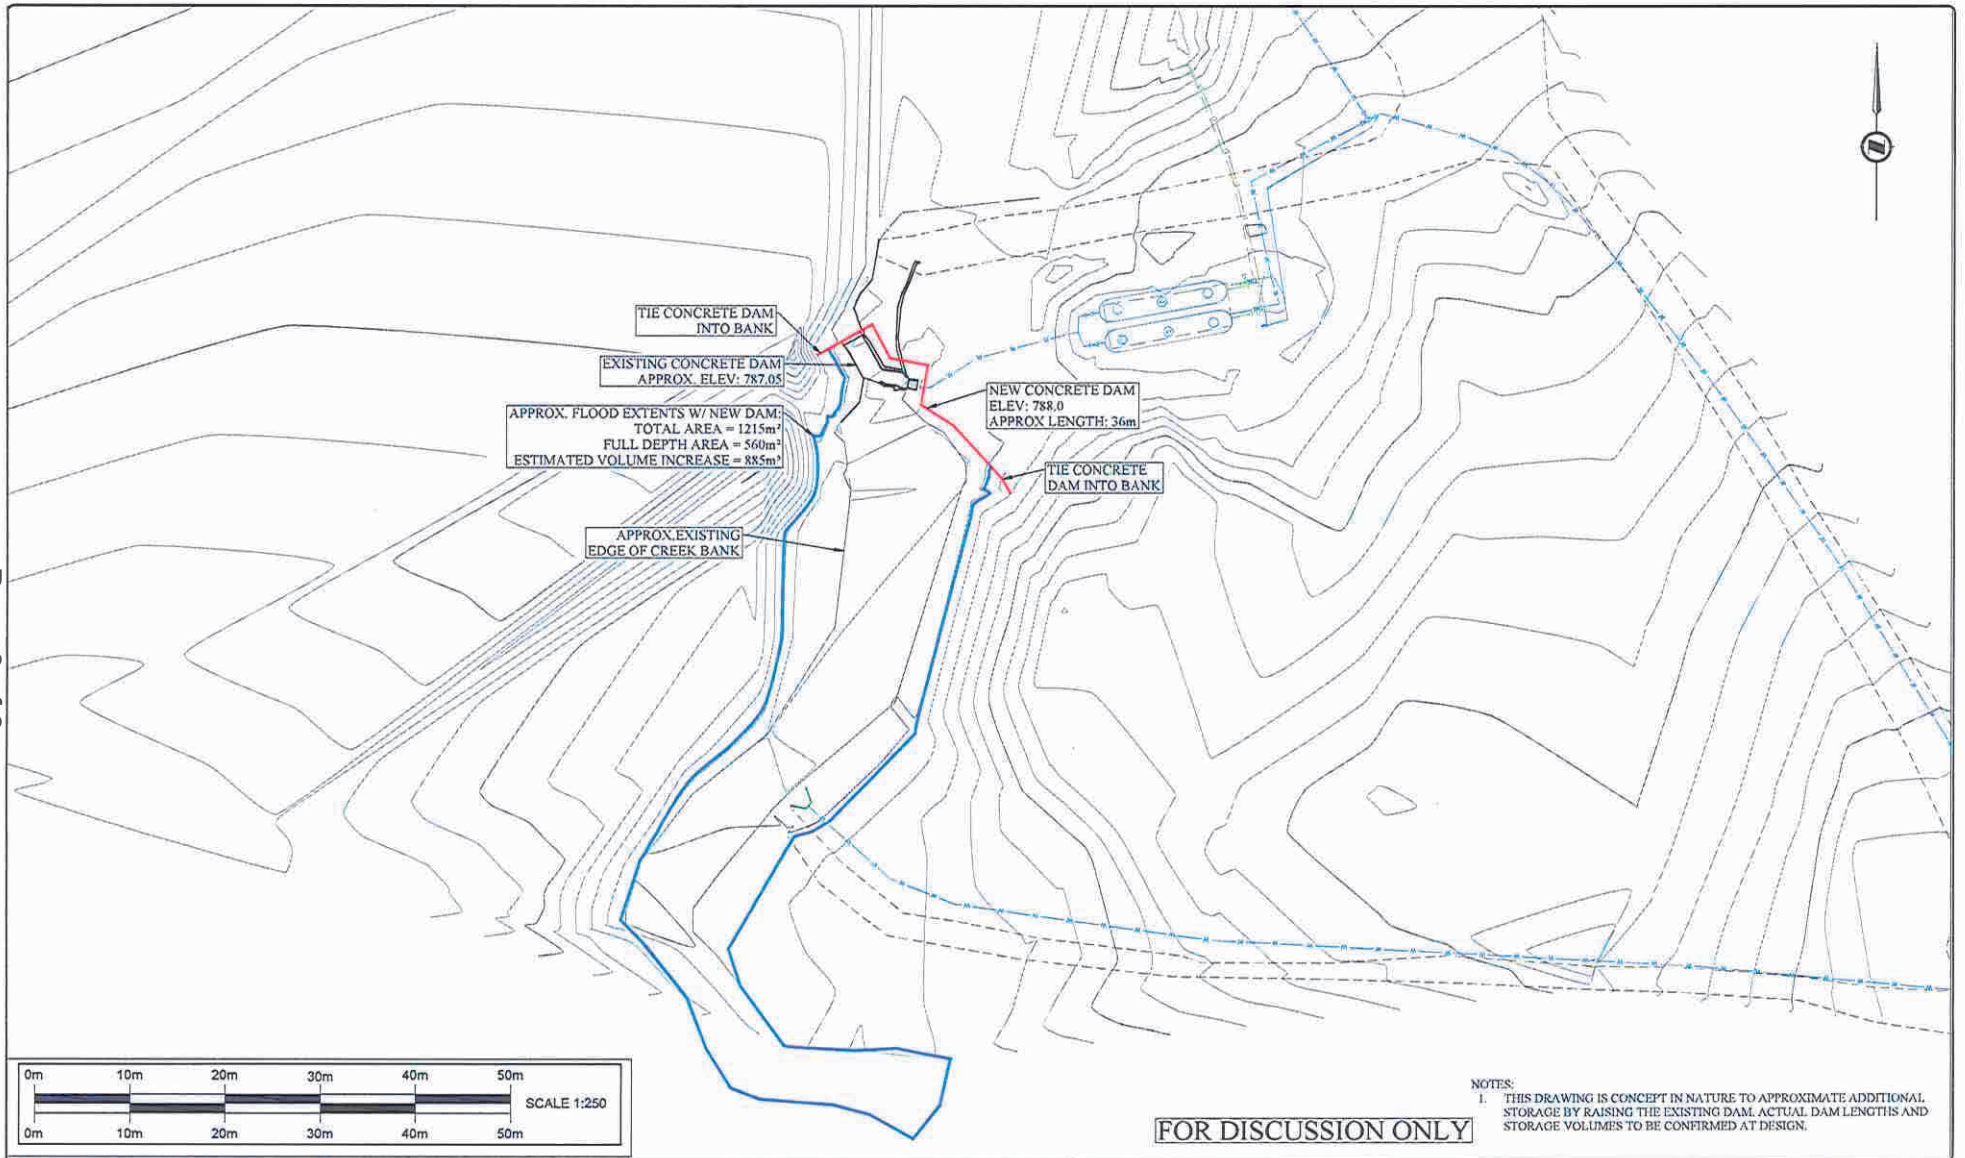 TIE CONCRETE DAM
INTO BANK
EXISTING CONCRETE DAM
APPROX. ELEV: 787.05
APPROX. FLOOD EXTENTS W/ NEW DAM:
TOTAL AREA = 1215m²
FULL DEPTH AREA = 560m²
ESTIMATED VOLUME INCREASE = 885m³
APPROX.EXISTING
EDGE OF CREEK BANK
NEW CONCRETE DAM
ELEV: 788.0
APPROX LENGTH: 36m
TIE CONCRETE
DAM INTO BANK
0m 10m 20m 30m 40m 50m
SCALE 1:250
0m 10m 20m 30m 40m 50m
FOR DISCUSSION ONLY
NOTES:
1. THIS DRAWING IS CONCEPT IN NATURE TO APPROXIMATE ADDITIONAL
STORAGE BY RAISING THE EXISTING DAM. ACTUAL DAM LENGTHS AND
STORAGE VOLUMES TO BE CONFIRMED AT DESIGN.